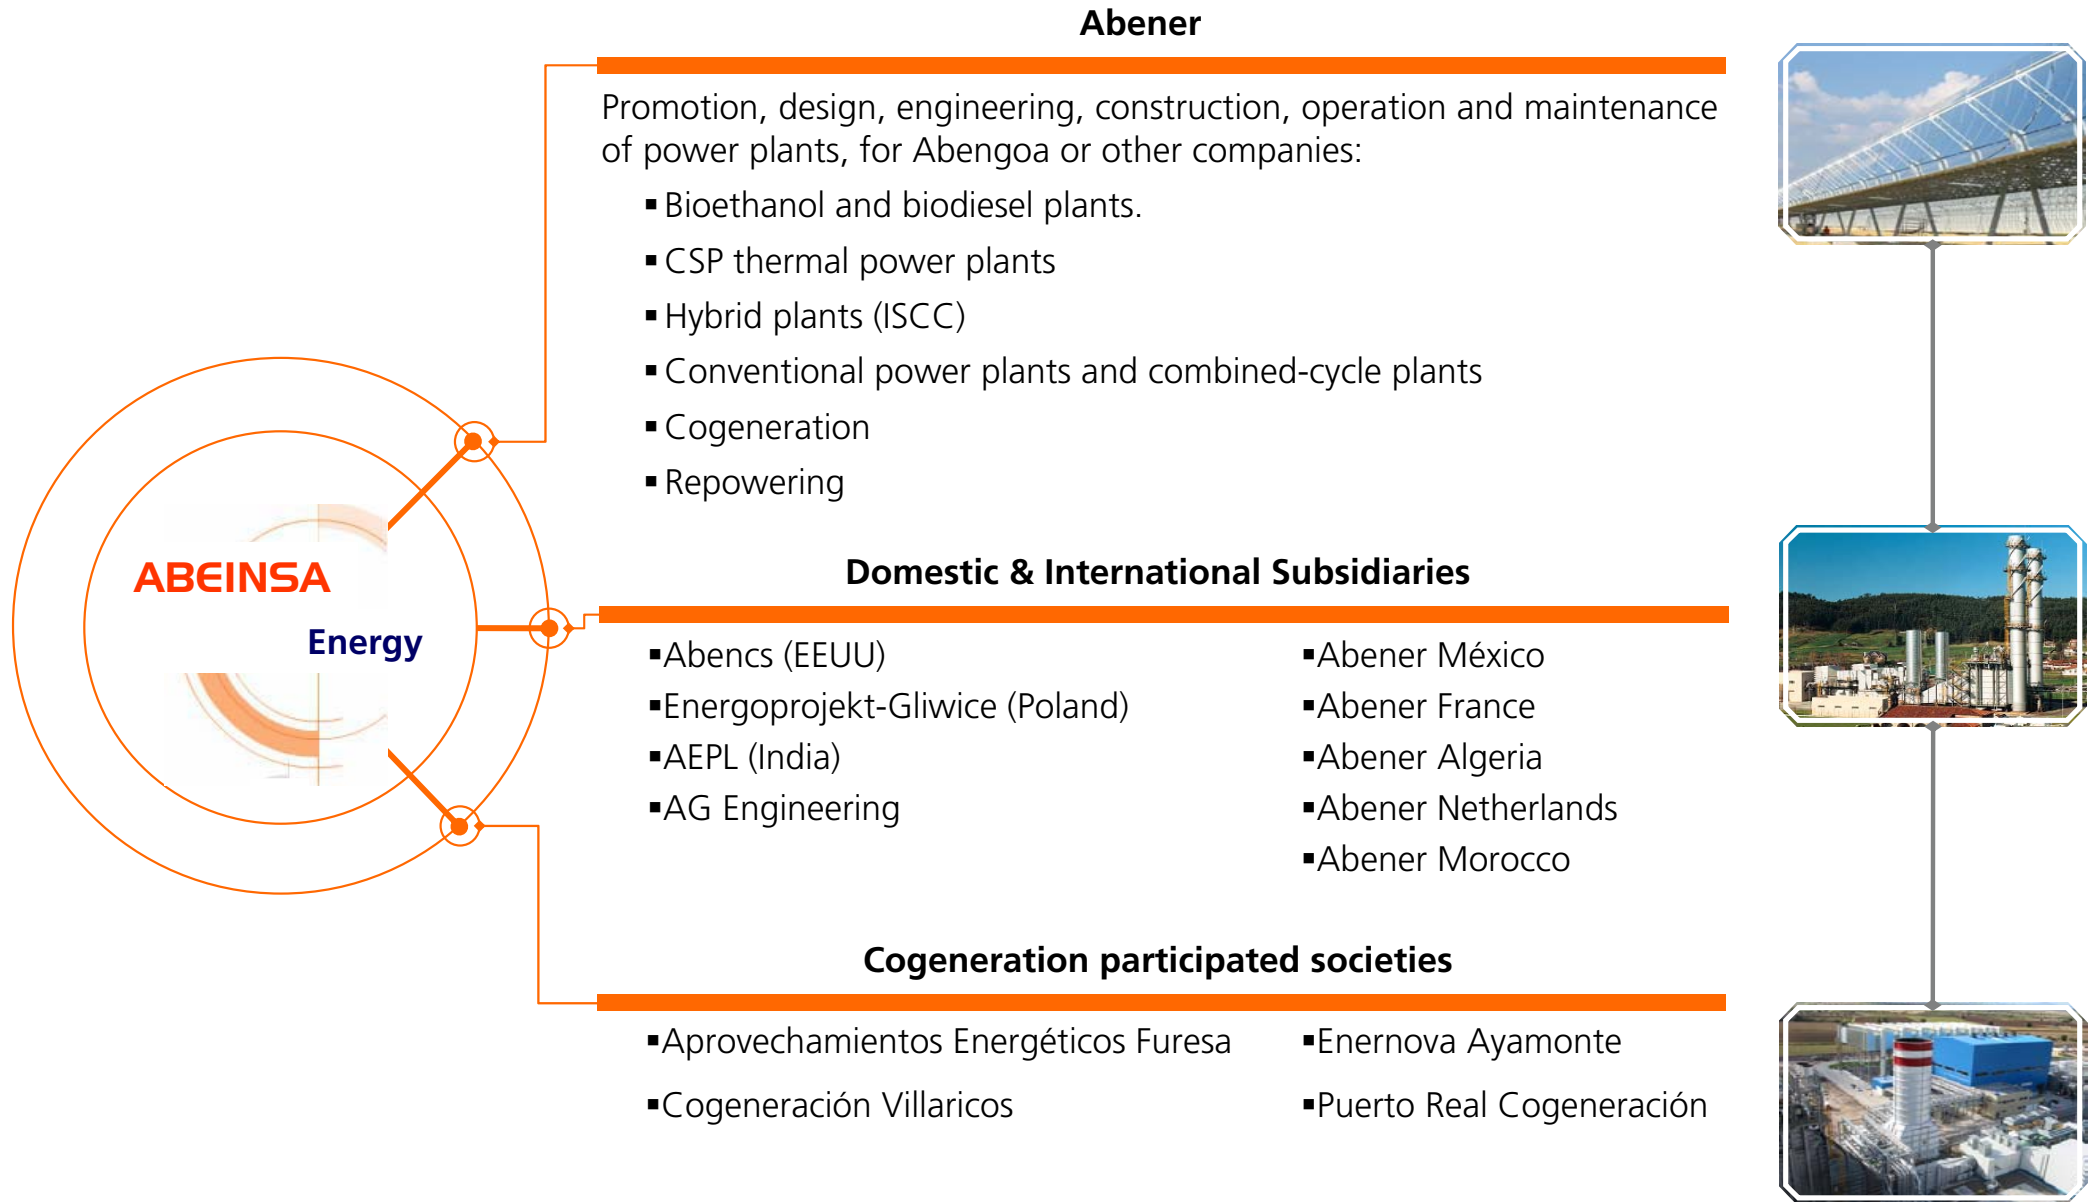 Abener
Promotion, design, engineering, construction, operation and maintenance
of power plants, for Abengoa or other companies:
▪Bioethanol and biodiesel plants.
▪CSP thermal power plants
▪Hybrid plants (ISCC)
▪Conventional power plants and combined-cycle plants
▪Cogeneration
▪Repowering
ABEINSA
Energy
Domestic & International Subsidiaries
▪Abencs (EEUU)
▪Energoprojekt-Gliwice (Poland)
▪AEPL (India)
▪AG Engineering
▪Abener México
▪Abener France
▪Abener Algeria
▪Abener Netherlands
▪Abener Morocco
Cogeneration participated societies
▪Aprovechamientos Energéticos Furesa
▪Cogeneración Villaricos
▪Enernova Ayamonte
▪Puerto Real Cogeneración